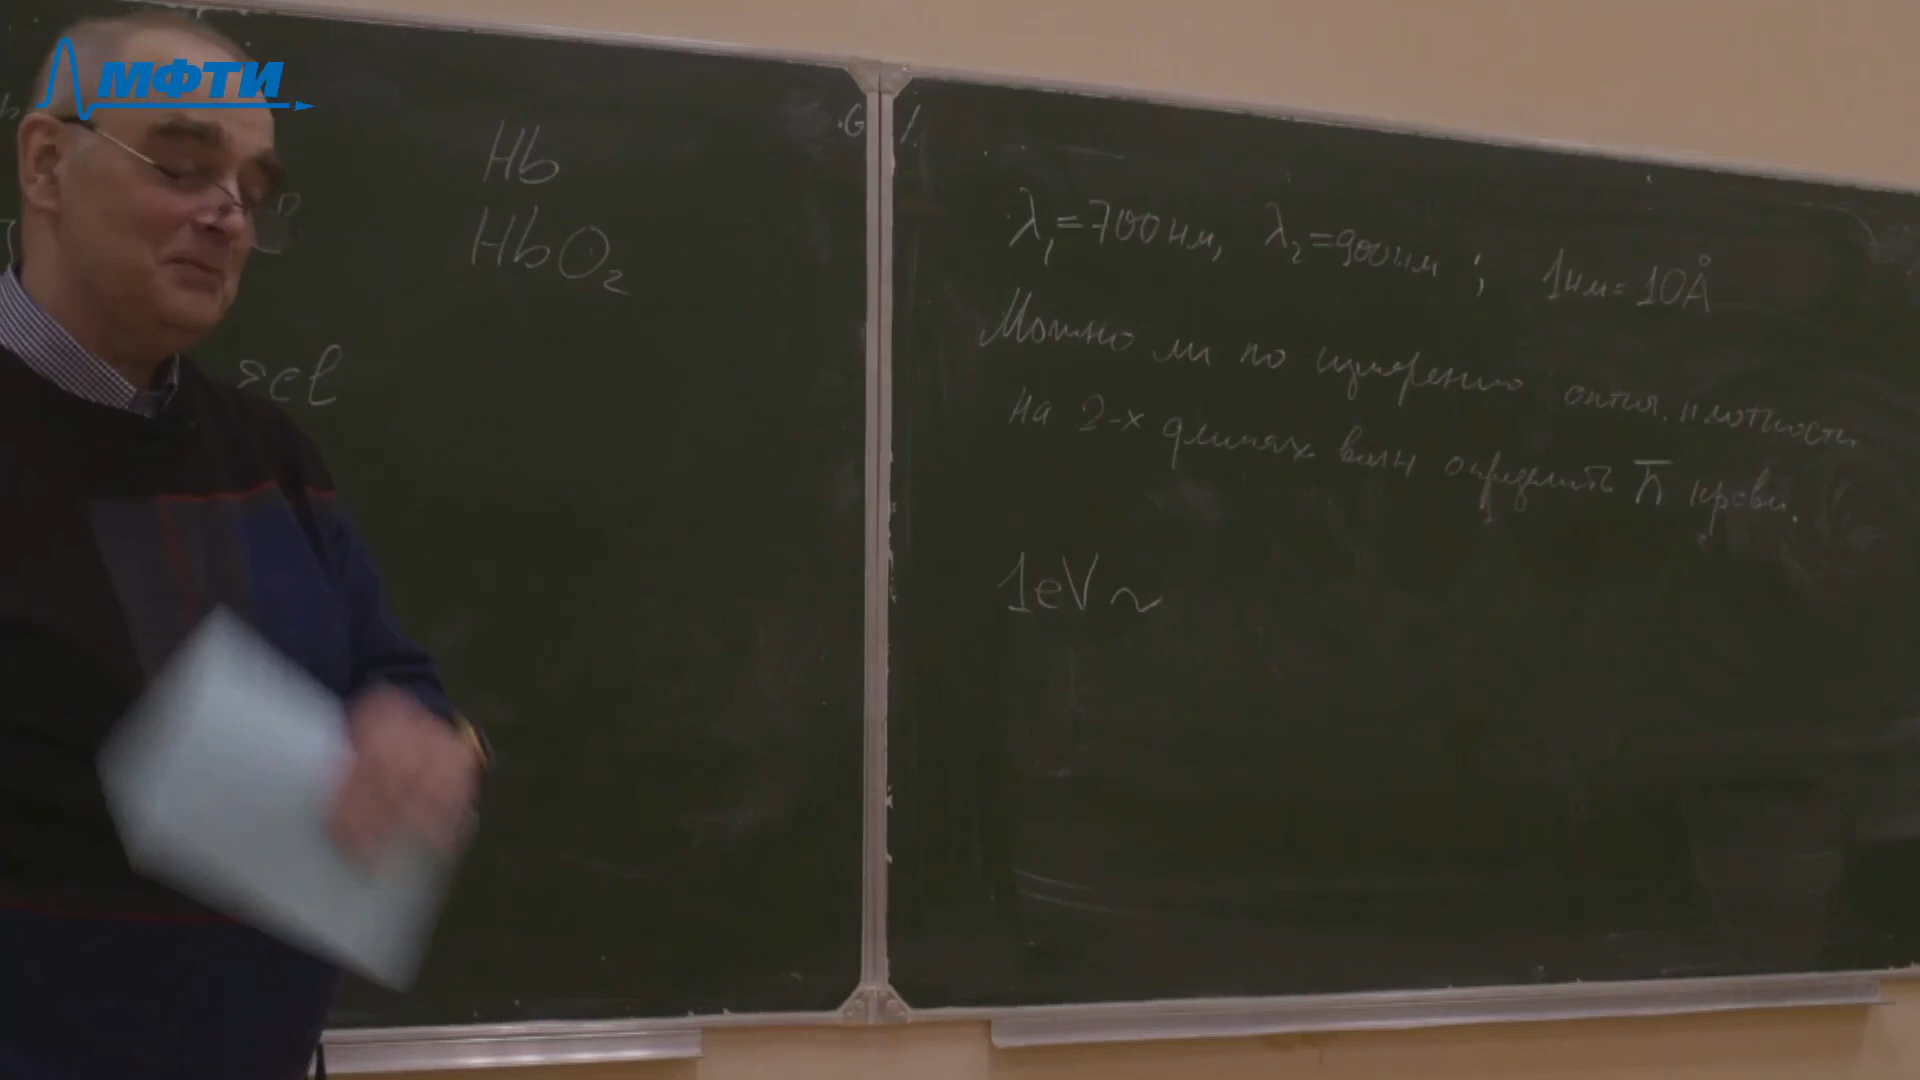 МФТИ
Hb
HbO₂
εcl
λ₁=700нм, λ₂=900нм ; 1нм=10Å
Можно ли по измерению оптич. плотности
на 2-х длинах волн определить n̅ крови.
1eV~